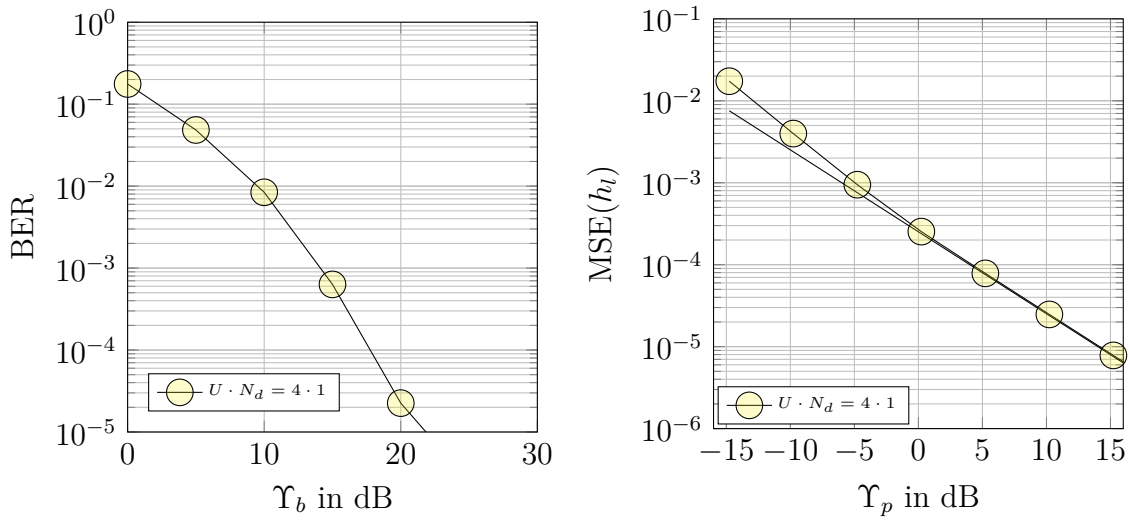 10^0
10^{-1}
10^{-2}
10^{-3}
10^{-4}
10^{-5}
BER
U · N_d = 4 · 1
0 10 20 30
ϒ_b in dB
10^{-1}
10^{-2}
10^{-3}
10^{-4}
10^{-5}
10^{-6}
MSE(h_l)
U · N_d = 4 · 1
−15 −10 −5 0 5 10 15
ϒ_p in dB